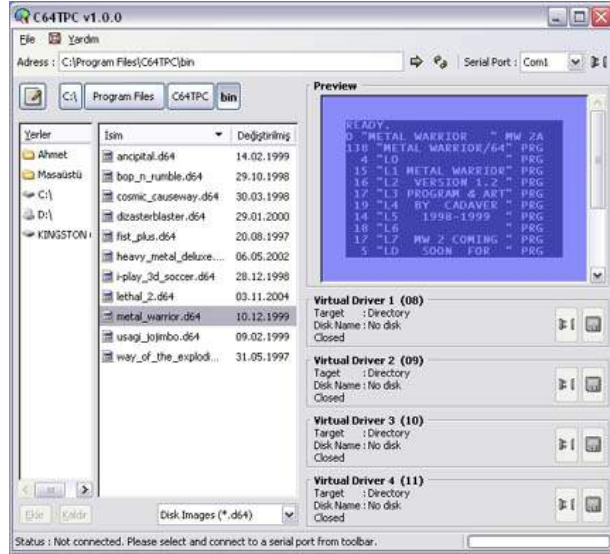 C64TPC v1.0.0
File Yardım
Adress : C:\Program Files\C64TPC\bin Serial Port : Com1
C:\ Program Files C64TPC bin
Yerler
Ahmet
Masaüstü
C:\
D:\
KINGSTON
İsim Değiştirilmiş
ancipital.d64 14.02.1999
bop_n_rumble.d64 29.10.1998
cosmic_causeway.d64 30.03.1998
dizasterblaster.d64 29.01.2000
fist_plus.d64 20.08.1997
heavy_metal_deluxe.... 06.05.2002
i-play_3d_soccer.d64 28.12.1998
lethal_2.d64 03.11.2004
metal_warrior.d64 10.12.1999
usagi_jojimbo.d64 09.02.1999
way_of_the_explodi... 31.05.1997
Ekle Kaldır Disk Images (*.d64)
Preview
READY.
0 "METAL WARRIOR " MW 2A
138 "METAL WARRIOR/64" PRG
4 "L0 " PRG
15 "L1 METAL WARRIOR" PRG
16 "L2 VERSION 1.2 " PRG
17 "L3 PROGRAM & ART" PRG
19 "L4 BY CADAVER " PRG
14 "L5 1998-1999 " PRG
18 "L6 " PRG
17 "L7 MW 2 COMING " PRG
5 "LD SOON FOR " PRG
Virtual Driver 1 (08)
Target : Directory
Disk Name : No disk
Closed
Virtual Driver 2 (09)
Taget : Directory
Disk Name : No disk
Closed
Virtual Driver 3 (10)
Target : Directory
Disk Name : No disk
Closed
Virtual Driver 4 (11)
Target : Directory
Disk Name : No disk
Closed
Status : Not connected. Please select and connect to a serial port from toolbar.